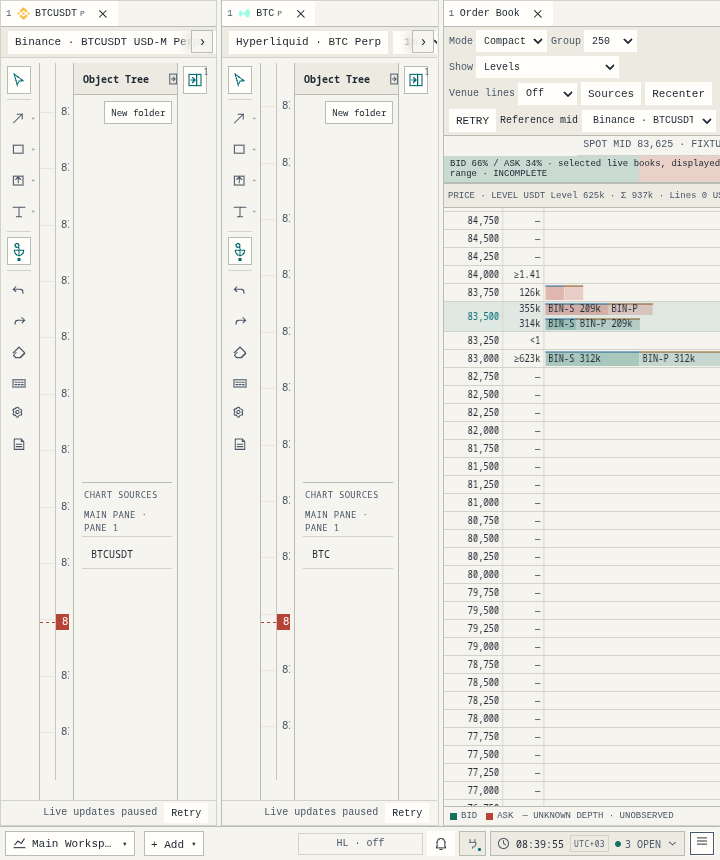 1 BTCUSDT P
Binance · BTCUSDT USD-M Pe
Object Tree
New folder
CHART SOURCES
MAIN PANE ·
PANE 1
BTCUSDT
Live updates paused Retry
1 BTC P
Hyperliquid · BTC Perp
Object Tree
New folder
CHART SOURCES
MAIN PANE ·
PANE 1
BTC
Live updates paused Retry
1 Order Book
Mode Compact Group 250
Show Levels
Venue lines Off Sources Recenter
RETRY Reference mid Binance · BTCUSDT
SPOT MID 83,625 · FIXTU
BID 66% / ASK 34% · selected live books, displayed
range · INCOMPLETE
PRICE · LEVEL USDT Level 625k · Σ 937k · Lines 0 US
84,750 —
84,500 —
84,250 —
84,000 ≥1.41
83,750 126k
355k BIN-S 209k BIN-P
83,500
314k BIN-S BIN-P 209k
83,250 <1
83,000 ≥623k BIN-S 312k BIN-P 312k
82,750 —
82,500 —
82,250 —
82,000 —
81,750 —
81,500 —
81,250 —
81,000 —
80,750 —
80,500 —
80,250 —
80,000 —
79,750 —
79,500 —
79,250 —
79,000 —
78,750 —
78,500 —
78,250 —
78,000 —
77,750 —
77,500 —
77,250 —
77,000 —
BID ASK — UNKNOWN DEPTH · UNOBSERVED
Main Worksp… + Add HL · off 08:39:55 UTC+03 3 OPEN